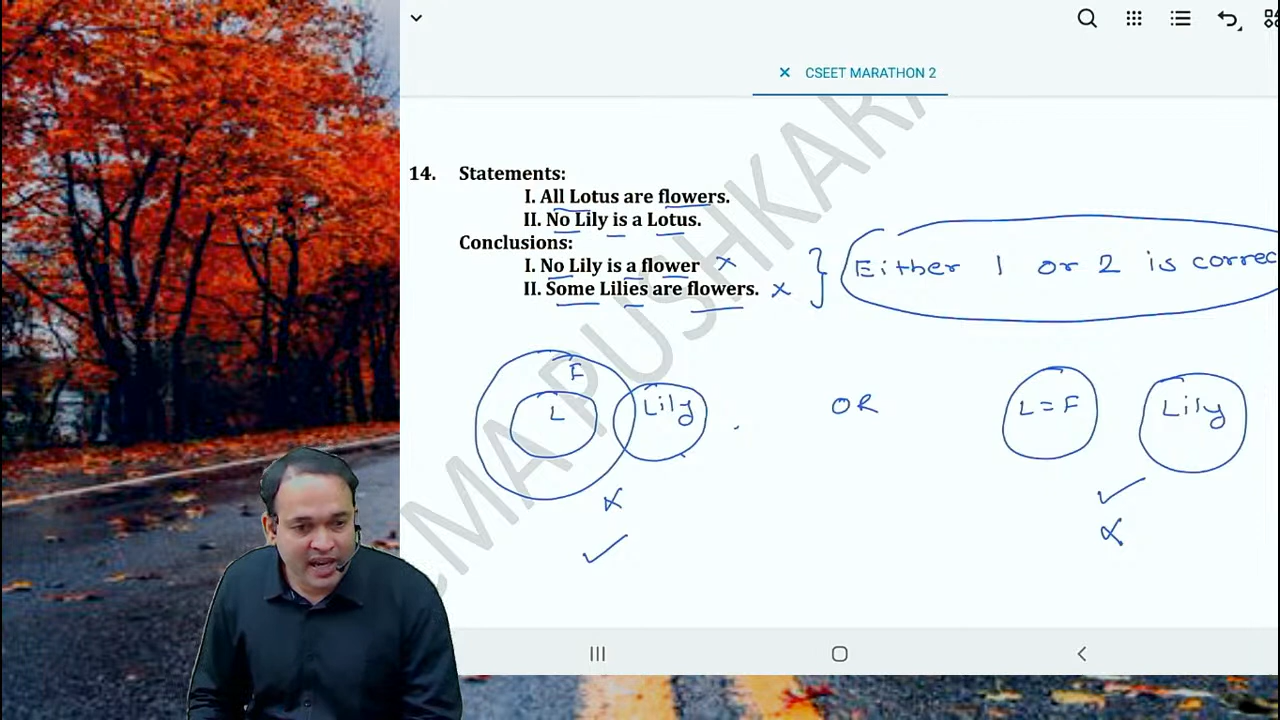 CSEET MARATHON 2
14. Statements:
I. All Lotus are flowers.
II. No Lily is a Lotus.
Conclusions:
I. No Lily is a flower ×
II. Some Lilies are flowers. ×
Either 1 or 2 is correc
F
L
Lily
OR
L = F
Lily